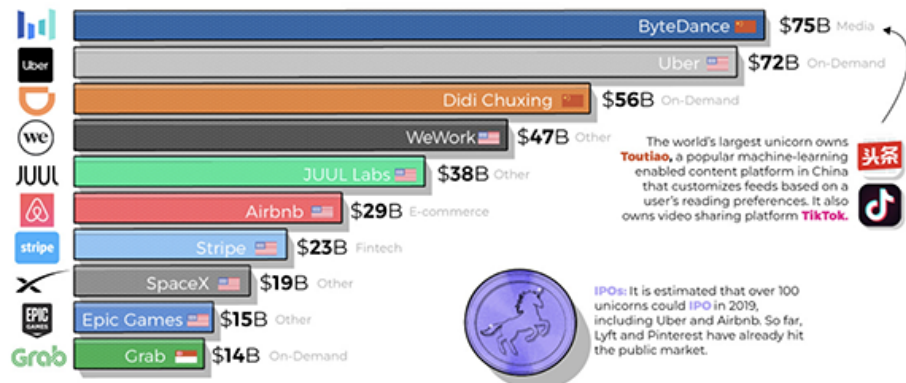 ByteDance $75B Media
Uber Uber $72B On-Demand
Didi Chuxing $56B On-Demand
we WeWork $47B Other
JUUL JUUL Labs $38B Other
Airbnb $29B E-commerce
stripe Stripe $23B Fintech
SpaceX $19B Other
EPIC GAMES Epic Games $15B Other
Grab Grab $14B On-Demand
The world's largest unicorn owns
Toutiao, a popular machine-learning
enabled content platform in China
that customizes feeds based on a
user's reading preferences. It also
owns video sharing platform TikTok.
头条
IPOs: It is estimated that over 100
unicorns could IPO in 2019,
including Uber and Airbnb. So far,
Lyft and Pinterest have already hit
the public market.